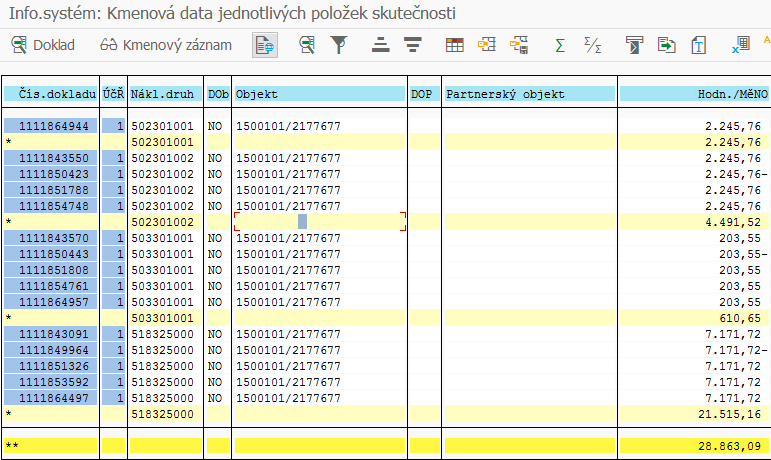 Info.systém: Kmenová data jednotlivých položek skutečnosti
Doklad Kmenový záznam
Čís.dokladu ÚčŘ Nákl.druh DOb Objekt DOP Partnerský objekt Hodn./MěNO
1111864944 1 502301001 NO 1500101/2177677 2.245,76
* 502301001 2.245,76
1111843550 1 502301002 NO 1500101/2177677 2.245,76
1111850423 1 502301002 NO 1500101/2177677 2.245,76-
1111851788 1 502301002 NO 1500101/2177677 2.245,76
1111854748 1 502301002 NO 1500101/2177677 2.245,76
* 502301002 4.491,52
1111843570 1 503301001 NO 1500101/2177677 203,55
1111850443 1 503301001 NO 1500101/2177677 203,55-
1111851808 1 503301001 NO 1500101/2177677 203,55
1111854761 1 503301001 NO 1500101/2177677 203,55
1111864957 1 503301001 NO 1500101/2177677 203,55
* 503301001 610,65
1111843091 1 518325000 NO 1500101/2177677 7.171,72
1111849964 1 518325000 NO 1500101/2177677 7.171,72-
1111851326 1 518325000 NO 1500101/2177677 7.171,72
1111853592 1 518325000 NO 1500101/2177677 7.171,72
1111864497 1 518325000 NO 1500101/2177677 7.171,72
* 518325000 21.515,16
** 28.863,09